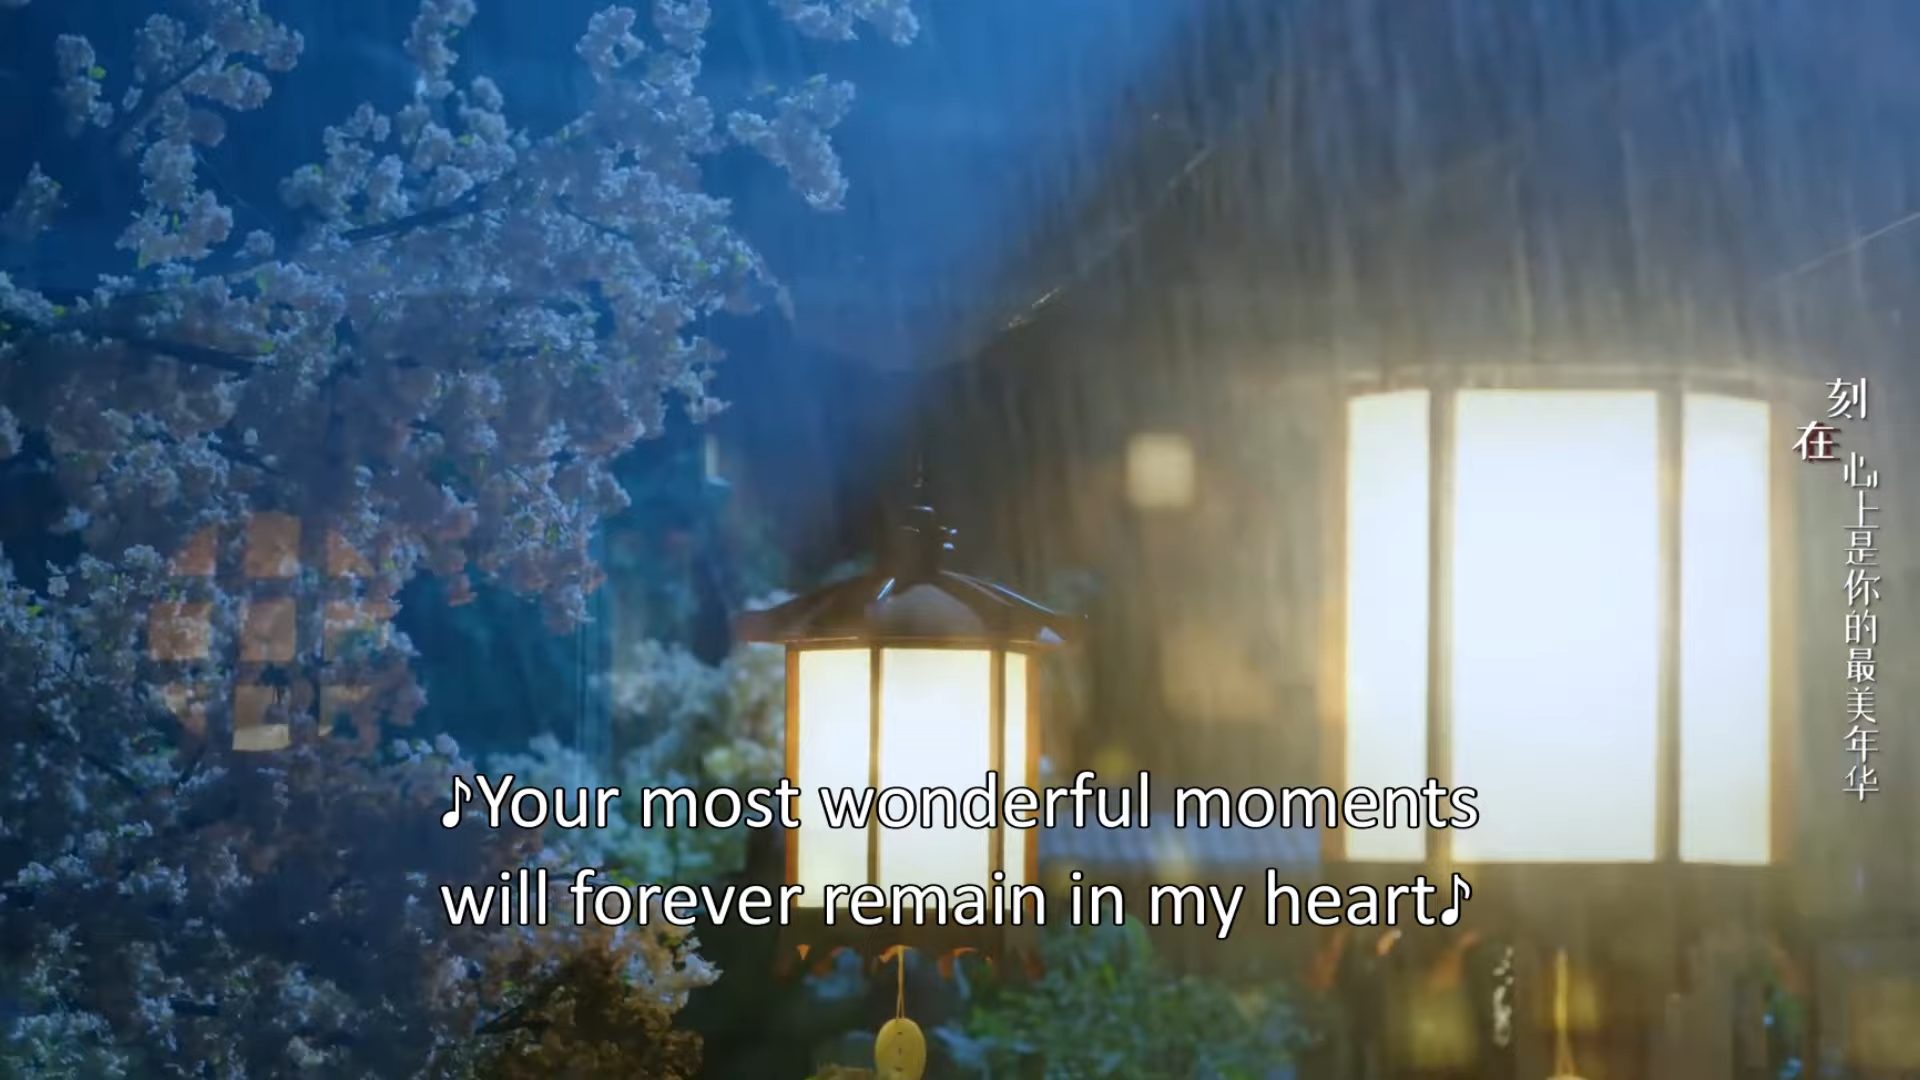 刻在心上是你的最美年华
♪Your most wonderful moments
will forever remain in my heart♪